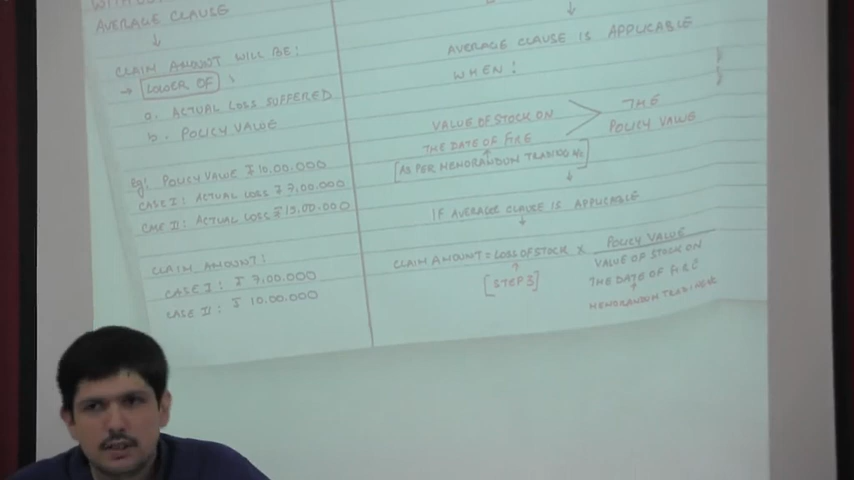 AVERAGE CLAUSE
↓
CLAIM AMOUNT WILL BE:
→ LOWER OF
a. ACTUAL LOSS SUFFERED
b. POLICY VALUE
Eg: POLICY VALUE ₹ 10,00,000
CASE I: ACTUAL LOSS ₹ 7,00,000
CASE II: ACTUAL LOSS ₹ 15,00,000
CLAIM AMOUNT:
CASE I: ₹ 7,00,000
CASE II: ₹ 10,00,000
↓
AVERAGE CLAUSE IS APPLICABLE
WHEN:
VALUE OF STOCK ON
THE DATE OF FIRE
[AS PER MEMORANDUM TRADING A/C]
> THE
POLICY VALUE
↓
IF AVERAGE CLAUSE IS APPLICABLE
↓
CLAIM AMOUNT = LOSS OF STOCK × POLICY VALUE
VALUE OF STOCK ON
THE DATE OF FIRE
↑
[STEP 3]
↑
MEMORANDUM TRADING A/C